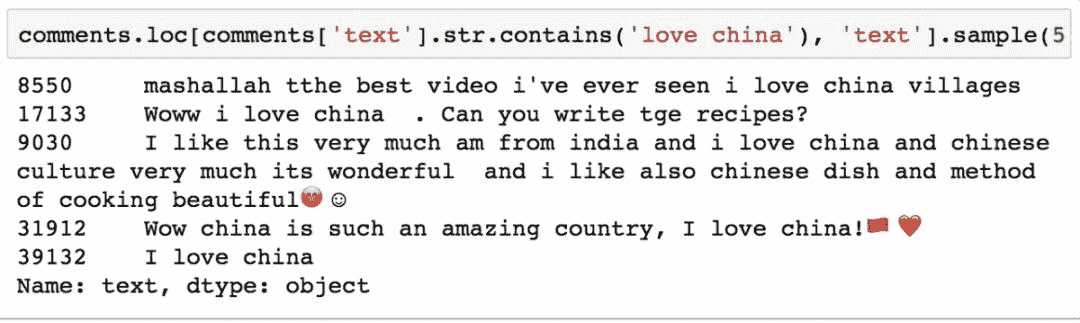 comments.loc[comments['text'].str.contains('love china'), 'text'].sample(5
8550     mashallah tthe best video i've ever seen i love china villages
17133    Woww i love china  . Can you write tge recipes?
9030     I like this very much am from india and i love china and chinese
culture very much its wonderful  and i like also chinese dish and method
of cooking beautiful
31912    Wow china is such an amazing country, I love china!
39132    I love china
Name: text, dtype: object